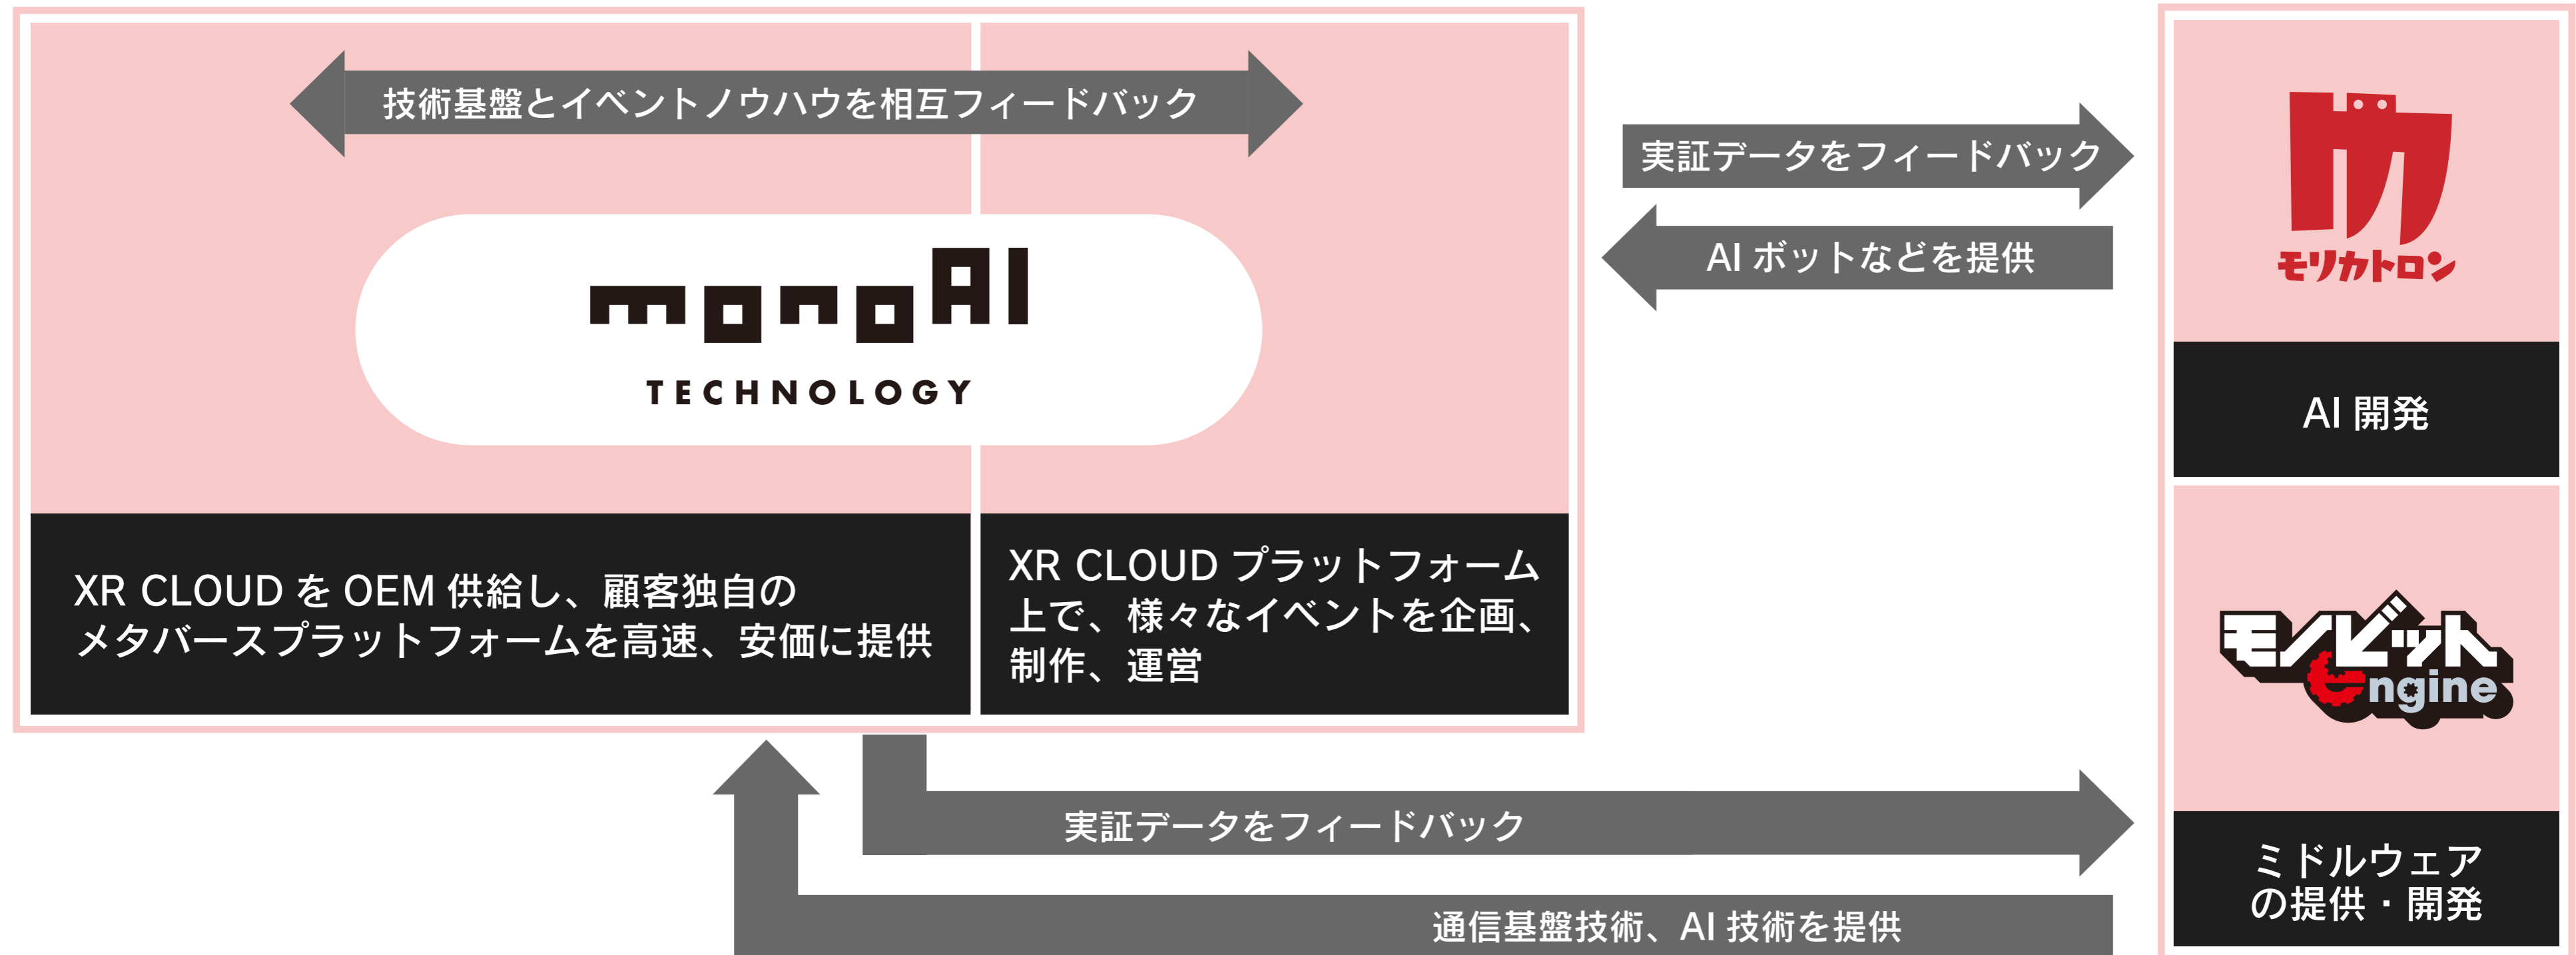 技術基盤とイベントノウハウを相互フィードバック
monoAI
TECHNOLOGY
XR CLOUD を OEM 供給し、顧客独自の
メタバースプラットフォームを高速、安価に提供
XR CLOUD プラットフォーム
上で、様々なイベントを企画、
制作、運営
実証データをフィードバック
AI ボットなどを提供
モリカトロン
AI 開発
モノビット
engine
ミドルウェア
の提供・開発
実証データをフィードバック
通信基盤技術、AI 技術を提供